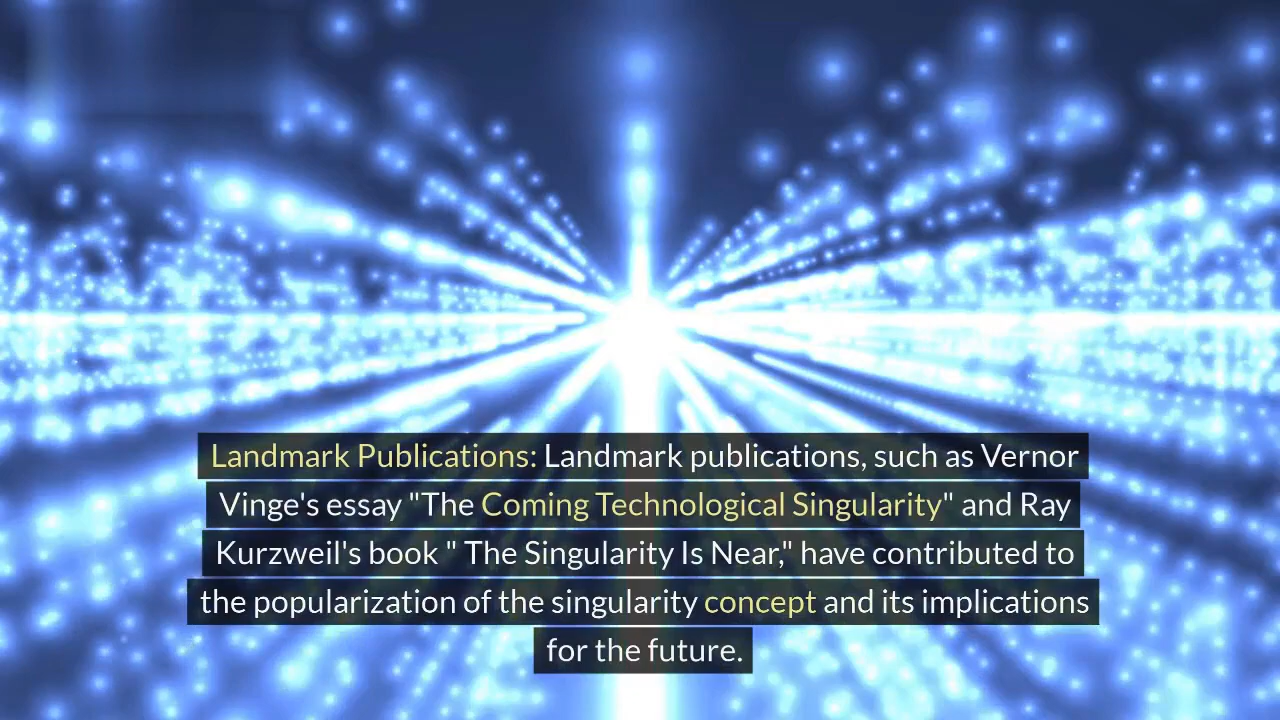 Landmark Publications: Landmark publications, such as Vernor
Vinge's essay "The Coming Technological Singularity" and Ray
Kurzweil's book " The Singularity Is Near," have contributed to
the popularization of the singularity concept and its implications
for the future.